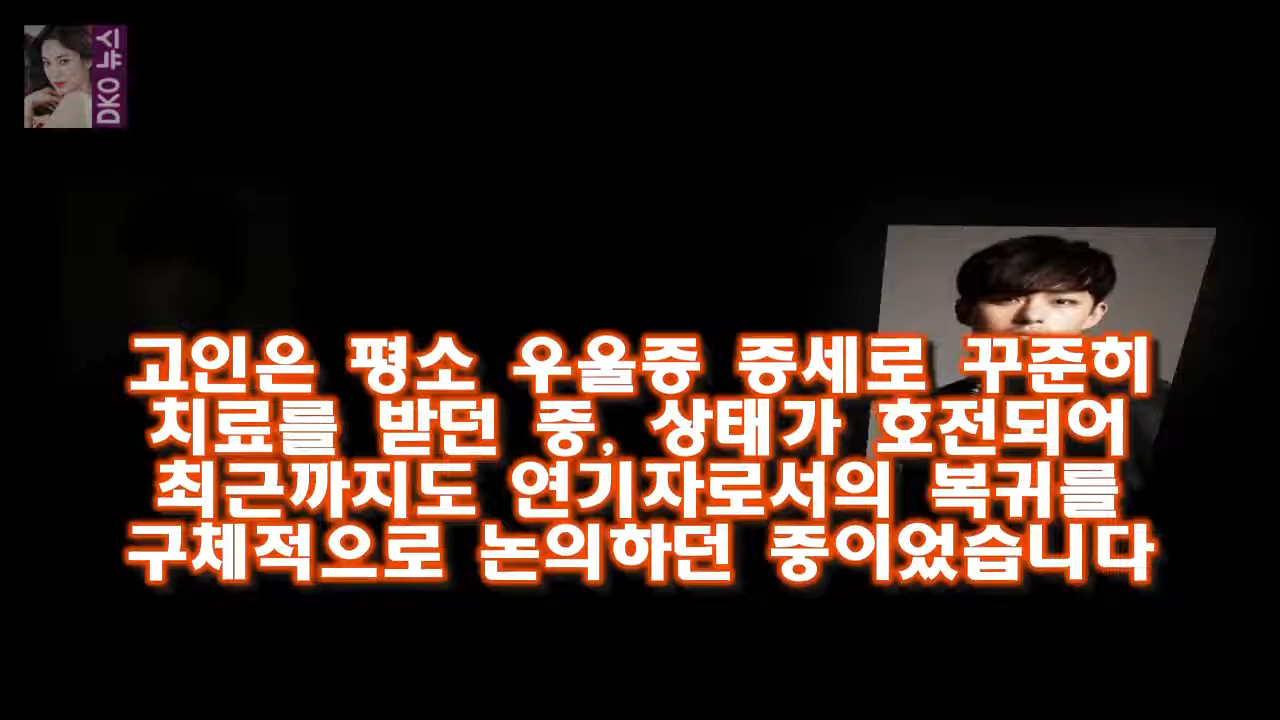 DKO 뉴스
고인은 평소 우울증 증세로 꾸준히
치료를 받던 중, 상태가 호전되어
최근까지도 연기자로서의 복귀를
구체적으로 논의하던 중이었습니다